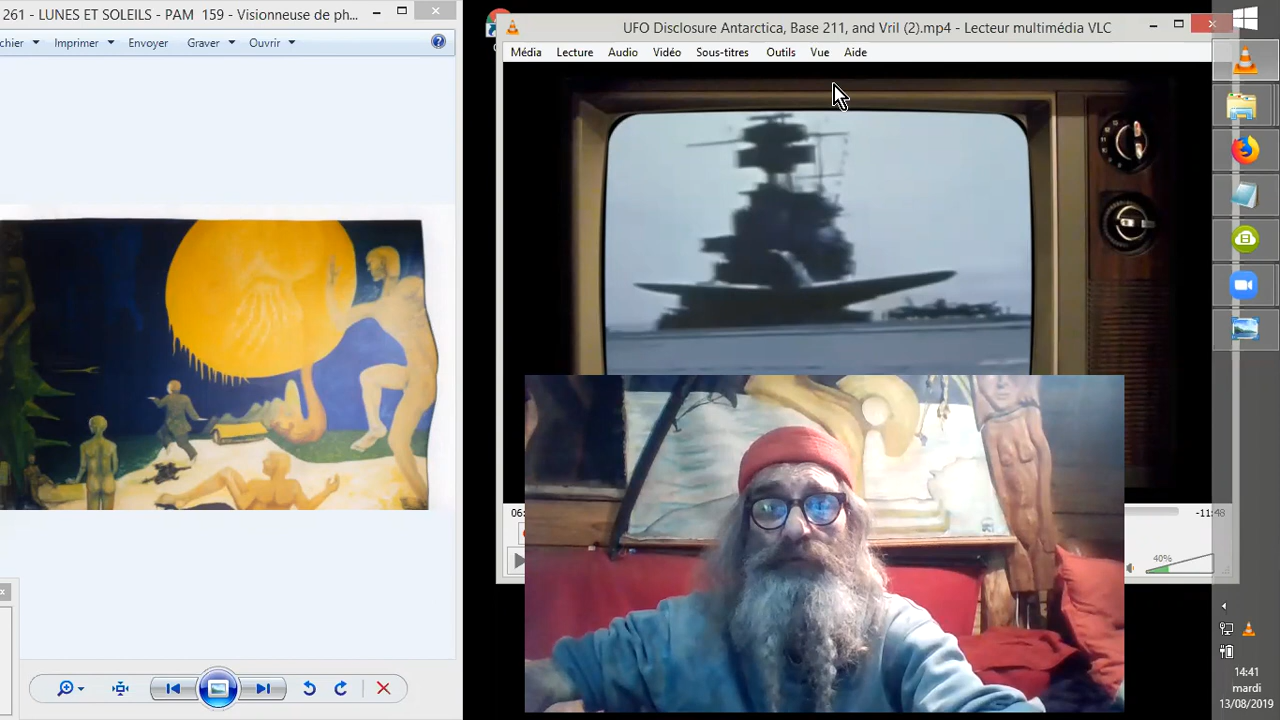 261 - LUNES ET SOLEILS - PAM 159 - Visionneuse de ph...
chier Imprimer Envoyer Graver Ouvrir
UFO Disclosure Antarctica, Base 211, and Vril (2).mp4 - Lecteur multimédia VLC
Média Lecture Audio Vidéo Sous-titres Outils Vue Aide
06:
-11:48
40%
14:41
mardi
13/08/2019